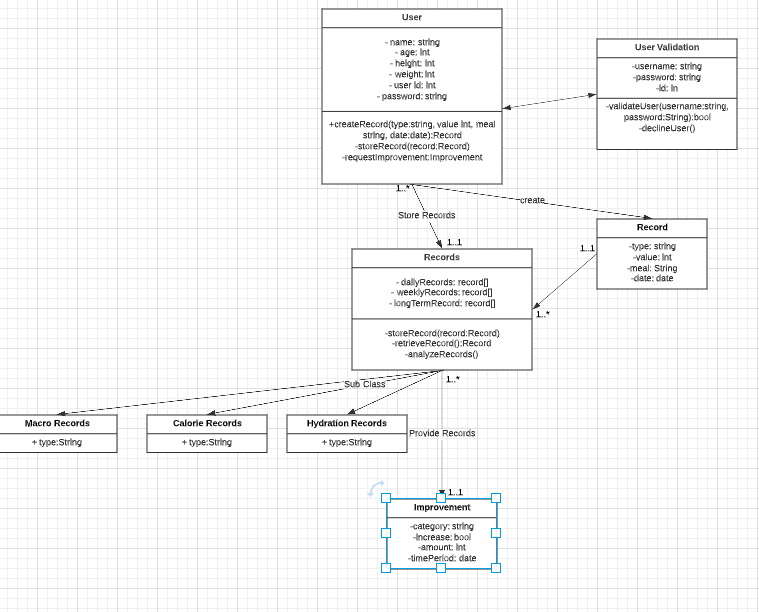 User
- name: string
- age: int
- height: int
- weight: int
- user id: int
- password: string
+createRecord(type:string, value int, meal
string, date:date):Record
-storeRecord(record:Record)
-requestImprovement:Improvement
User Validation
-username: string
-password: string
-id: in
-validateUser(username:string,
password:String):bool
-declineUser()
1..*
Store Records
1..1
create
Record
-type: string
-value: int
-meal: String
-date: date
1..1
1..*
Records
- dailyRecords: record[]
- weeklyRecords: record[]
- longTermRecord: record[]
-storeRecord(record:Record)
-retrieveRecord():Record
-analyzeRecords()
Sub Class
1..*
Macro Records
+ type:String
Calorie Records
+ type:String
Hydration Records
+ type:String
Provide Records
1..1
Improvement
-category: string
-increase: bool
-amount: int
-timePeriod: date